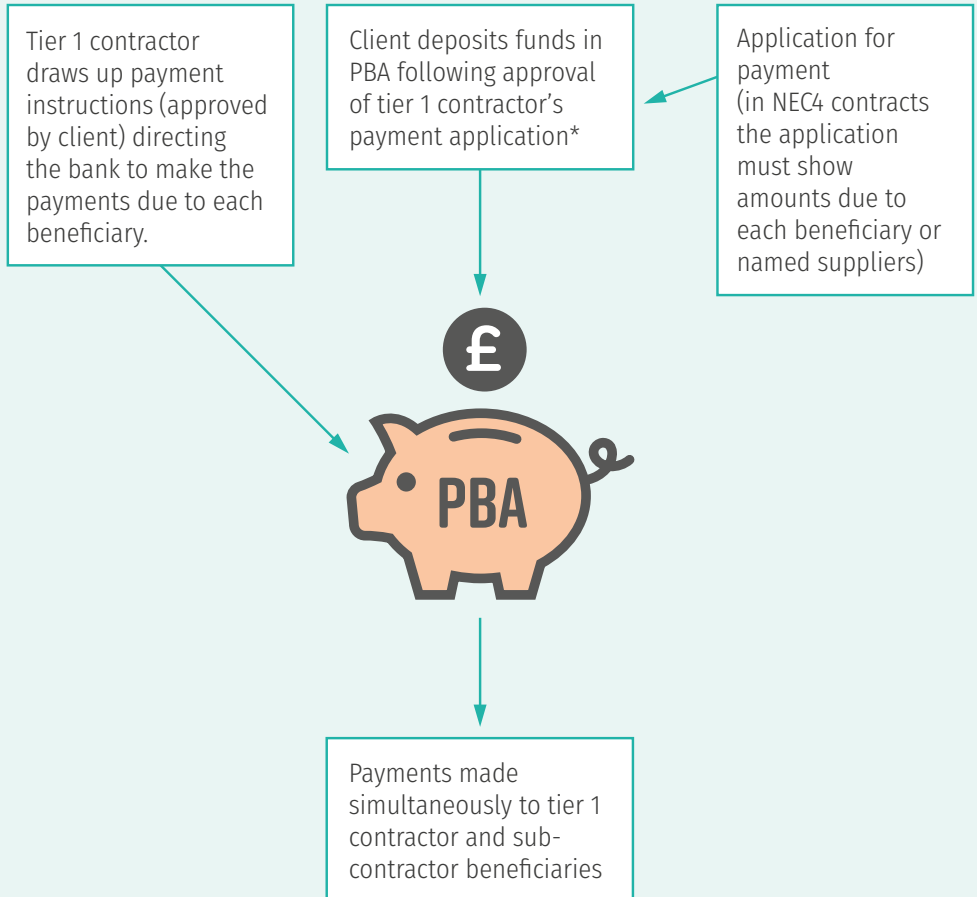 Tier 1 contractor
draws up payment
instructions (approved
by client) directing
the bank to make the
payments due to each
beneficiary.
Client deposits funds in
PBA following approval
of tier 1 contractor’s
payment application*
Application for
payment
(in NEC4 contracts
the application
must show
amounts due to
each beneficiary or
named suppliers)
£
PBA
Payments made
simultaneously to tier 1
contractor and sub-
contractor beneficiaries